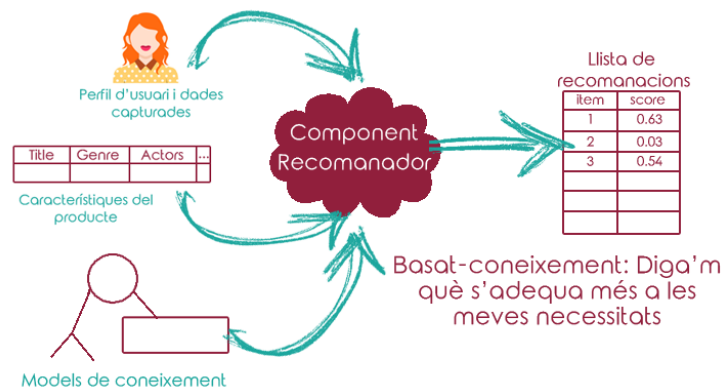 Perfil d'usuari i dades
capturades
Title Genre Actors ...
Característiques del
producte
Models de coneixement
Component
Recomanador
Llista de
recomanacions
item score
1 0.63
2 0.03
3 0.54
Basat-coneixement: Diga'm
què s'adequa més a les
meves necessitats